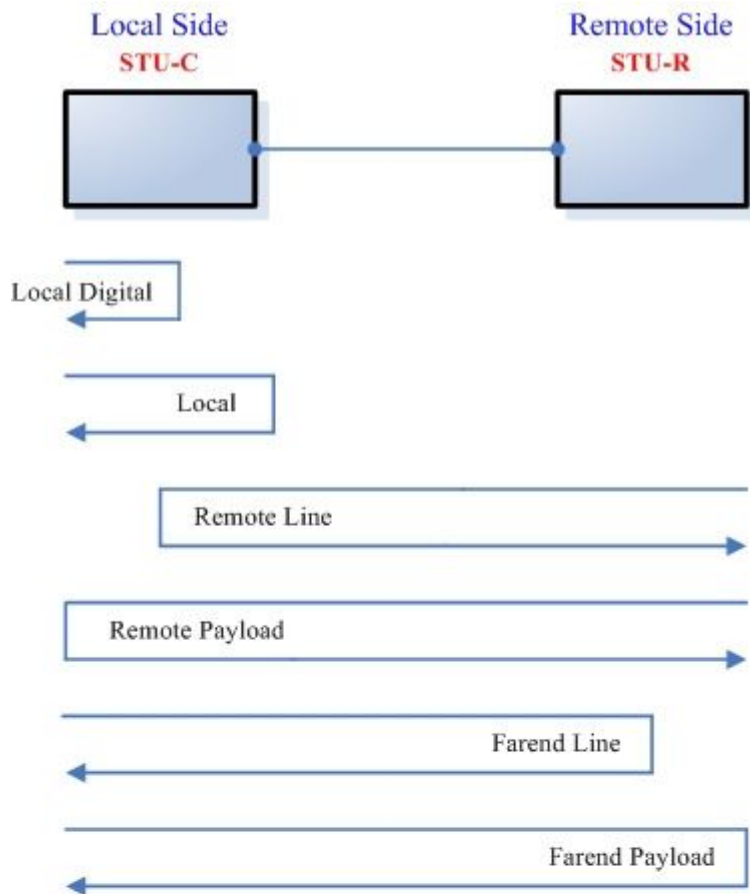 Local Side
STU-C
Remote Side
STU-R
Local Digital
Local
Remote Line
Remote Payload
Farend Line
Farend Payload